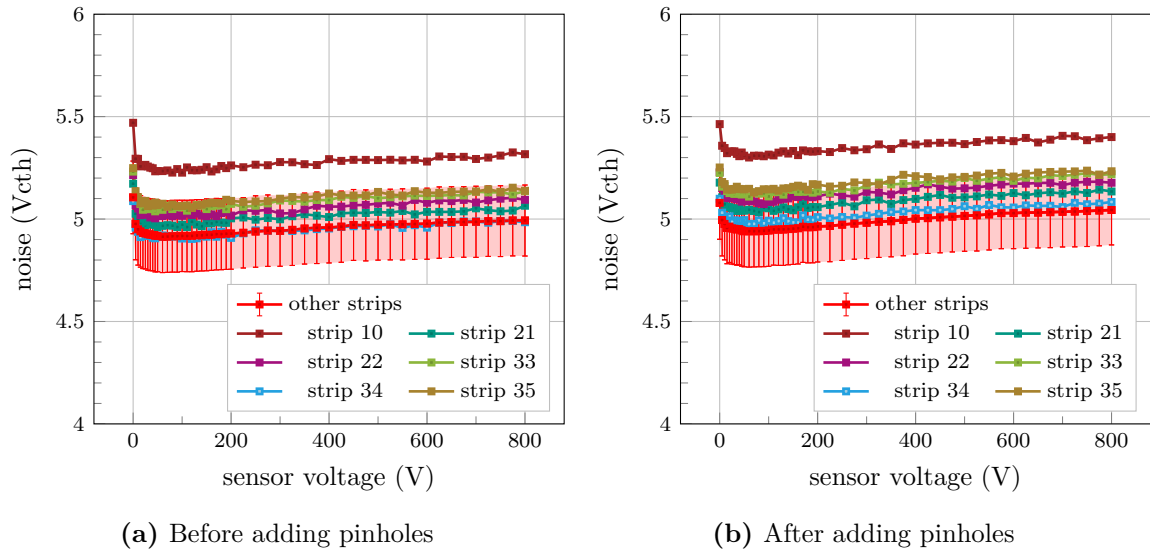 6
5.5
5
4.5
4
noise (Vcth)
other strips
strip 10 strip 21
strip 22 strip 33
strip 34 strip 35
0 200 400 600 800
sensor voltage (V)
(a) Before adding pinholes
6
5.5
5
4.5
4
noise (Vcth)
other strips
strip 10 strip 21
strip 22 strip 33
strip 34 strip 35
0 200 400 600 800
sensor voltage (V)
(b) After adding pinholes